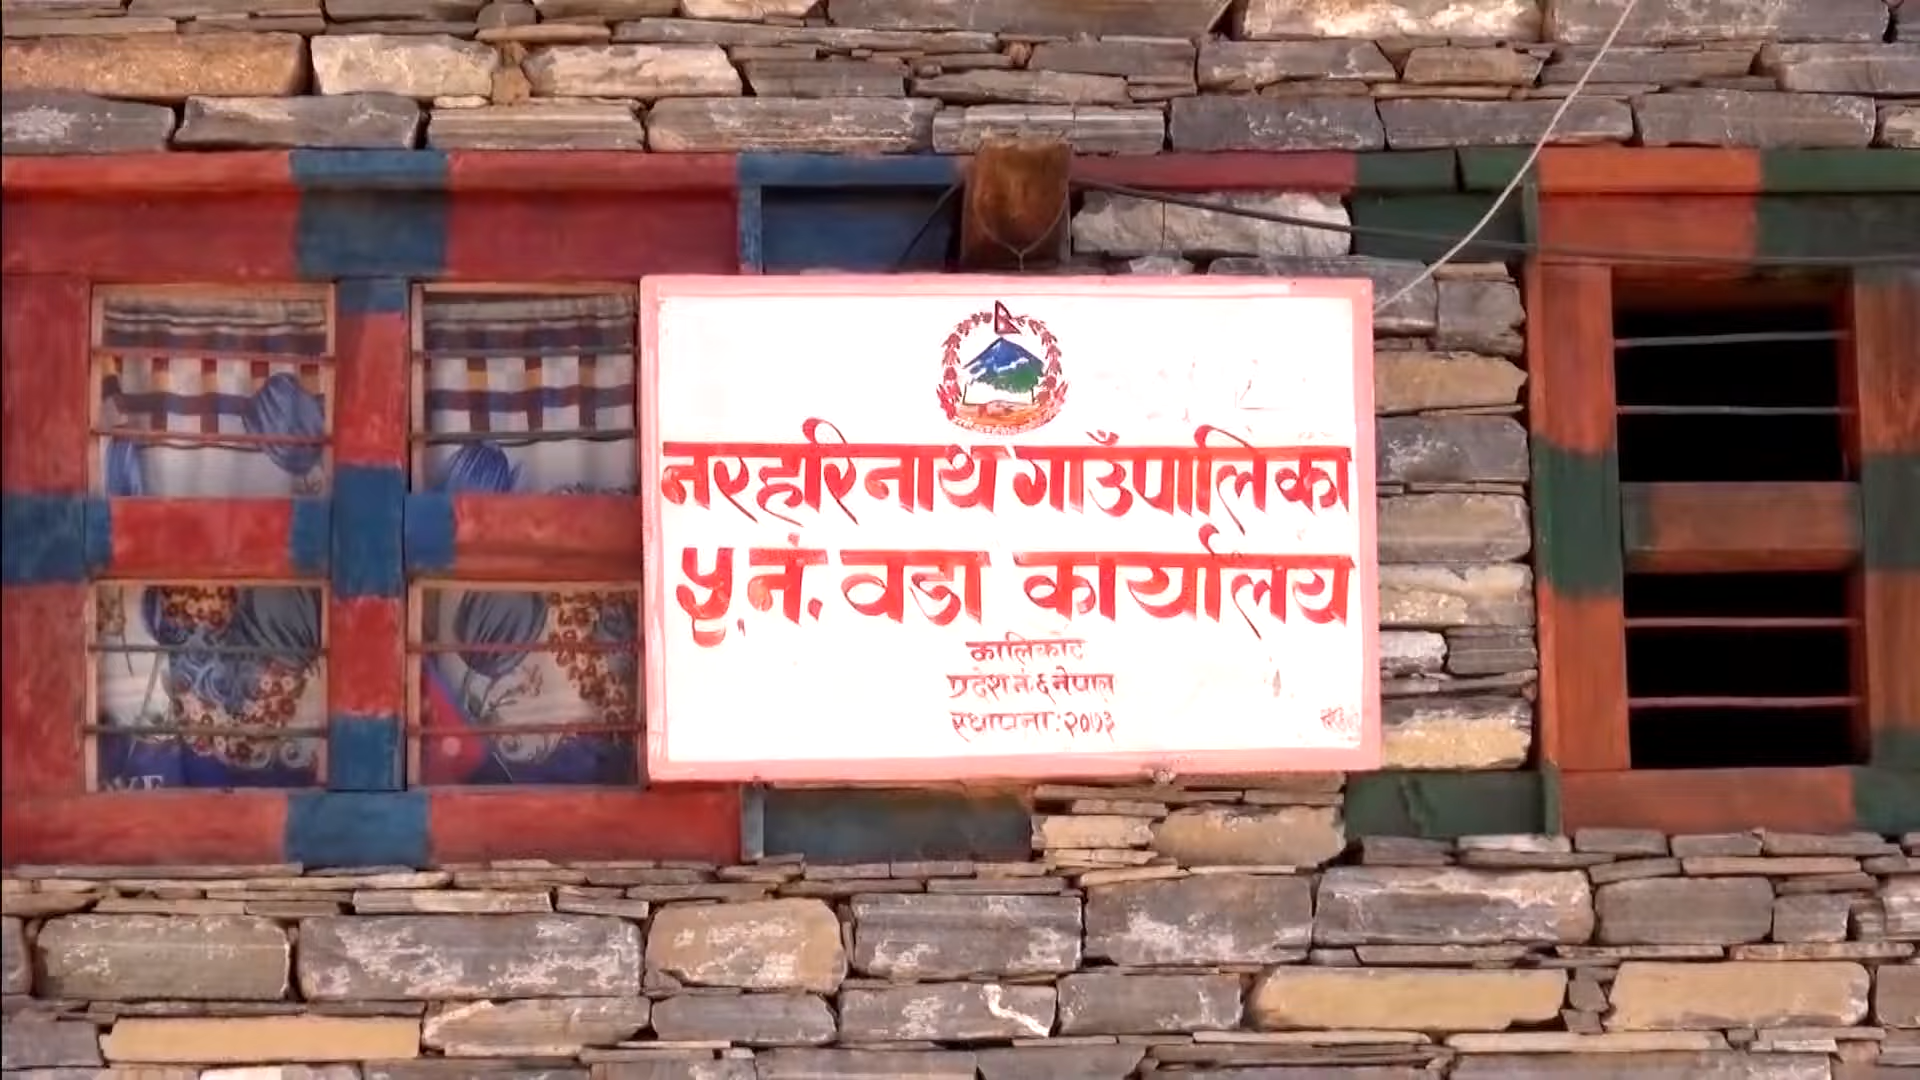 नरहरिनाथ गाउँपालिका
५ नं. वडा कार्यालय
कालिकोट
प्रदेश नं. ६ नेपाल
स्थापना : २०७३